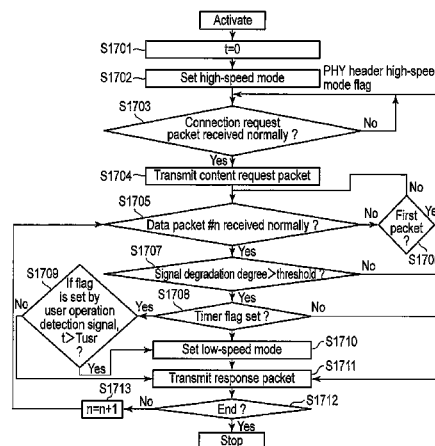 Activate
S1701
t=0
S1702
Set high-speed mode
PHY header high-speed
mode flag
S1703
Connection request
packet received normally ?
No
Yes
S1704
Transmit content request packet
No
S1705
Data packet #n received normally ?
No
First
packet
?
Yes
S1707
Signal degradation degree>threshold ?
No
S1709
If flag
is set by
user operation
detection signal,
t>Tusr
?
No
Yes
S1708
Yes
Timer flag set ?
Yes
No
Set low-speed mode
S1710
Transmit response packet
S1711
S1713
n=n+1
No
End ?
S1712
Yes
Stop